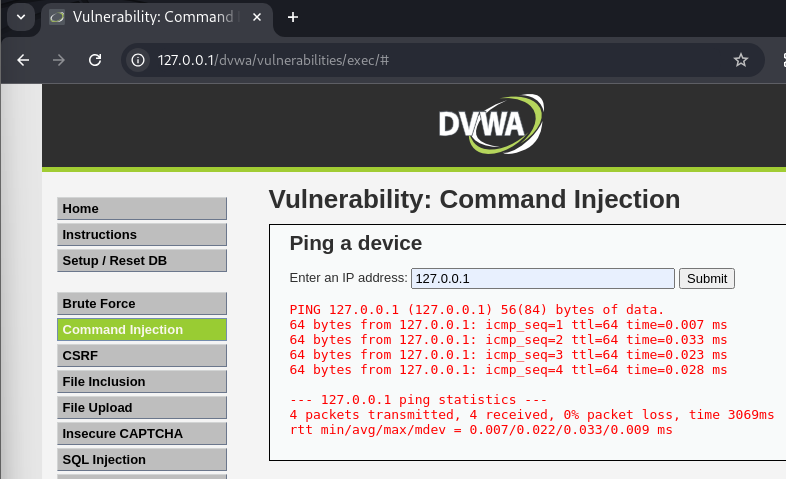 Vulnerability: Command I
127.0.0.1/dvwa/vulnerabilities/exec/#
DVWA
Home
Instructions
Setup / Reset DB
Brute Force
Command Injection
CSRF
File Inclusion
File Upload
Insecure CAPTCHA
SQL Injection
Vulnerability: Command Injection
Ping a device
Enter an IP address: 127.0.0.1 Submit
PING 127.0.0.1 (127.0.0.1) 56(84) bytes of data.
64 bytes from 127.0.0.1: icmp_seq=1 ttl=64 time=0.007 ms
64 bytes from 127.0.0.1: icmp_seq=2 ttl=64 time=0.033 ms
64 bytes from 127.0.0.1: icmp_seq=3 ttl=64 time=0.023 ms
64 bytes from 127.0.0.1: icmp_seq=4 ttl=64 time=0.028 ms
--- 127.0.0.1 ping statistics ---
4 packets transmitted, 4 received, 0% packet loss, time 3069ms
rtt min/avg/max/mdev = 0.007/0.022/0.033/0.009 ms